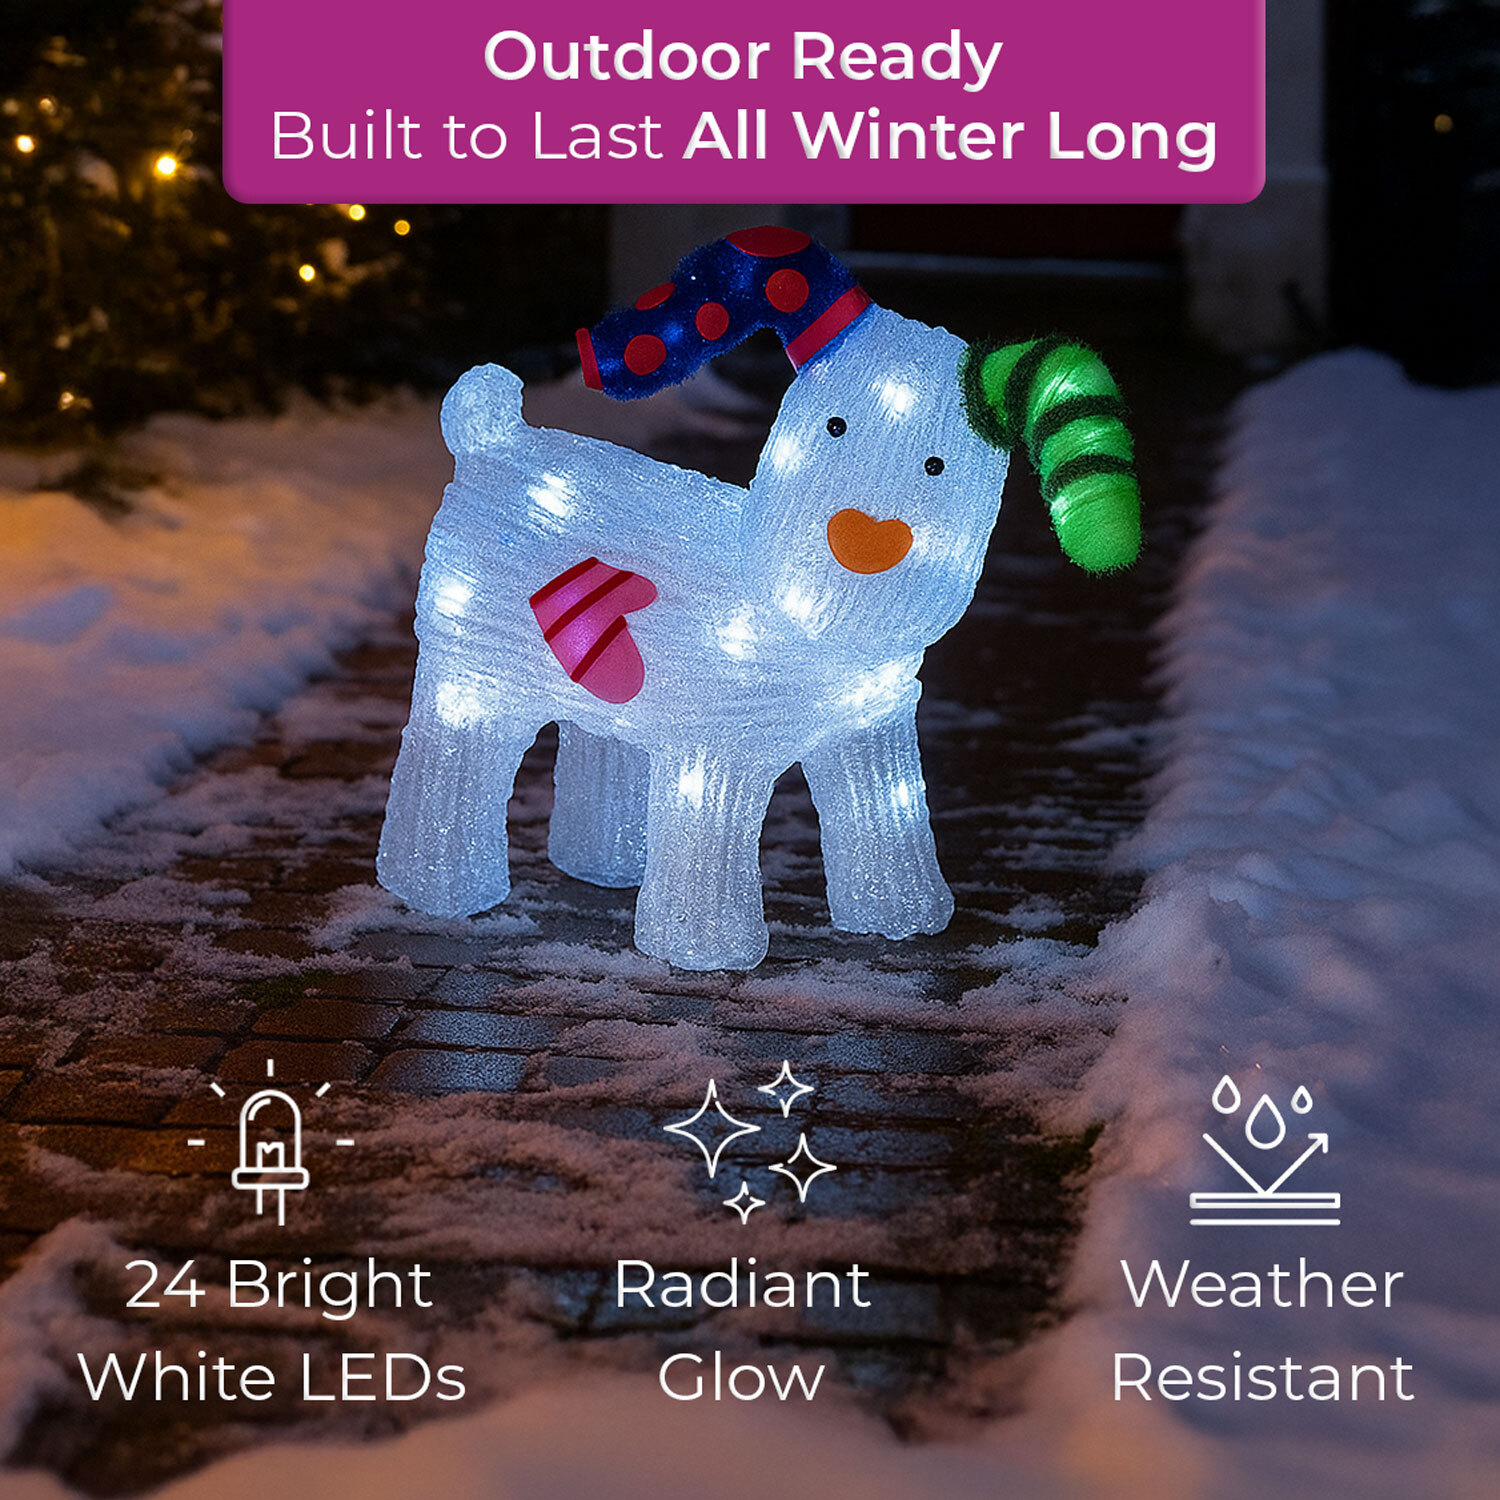 Outdoor Ready
Built to Last All Winter Long
24 Bright
White LEDs
Radiant
Glow
Weather
Resistant